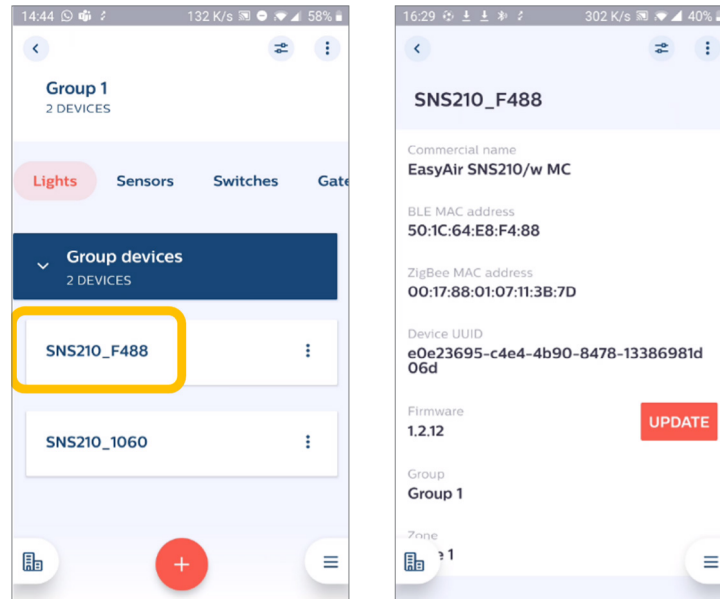 14:44 132 K/s 58%
Group 1
2 DEVICES
Lights Sensors Switches Gate
Group devices
2 DEVICES
SNS210_F488
SNS210_1060
+
16:29 302 K/s 40%
SNS210_F488
Commercial name
EasyAir SNS210/w MC
BLE MAC address
50:1C:64:E8:F4:88
ZigBee MAC address
00:17:88:01:07:11:3B:7D
Device UUID
e0e23695-c4e4-4b90-8478-13386981d
06d
Firmware
1.2.12
UPDATE
Group
Group 1
Zone
e 1